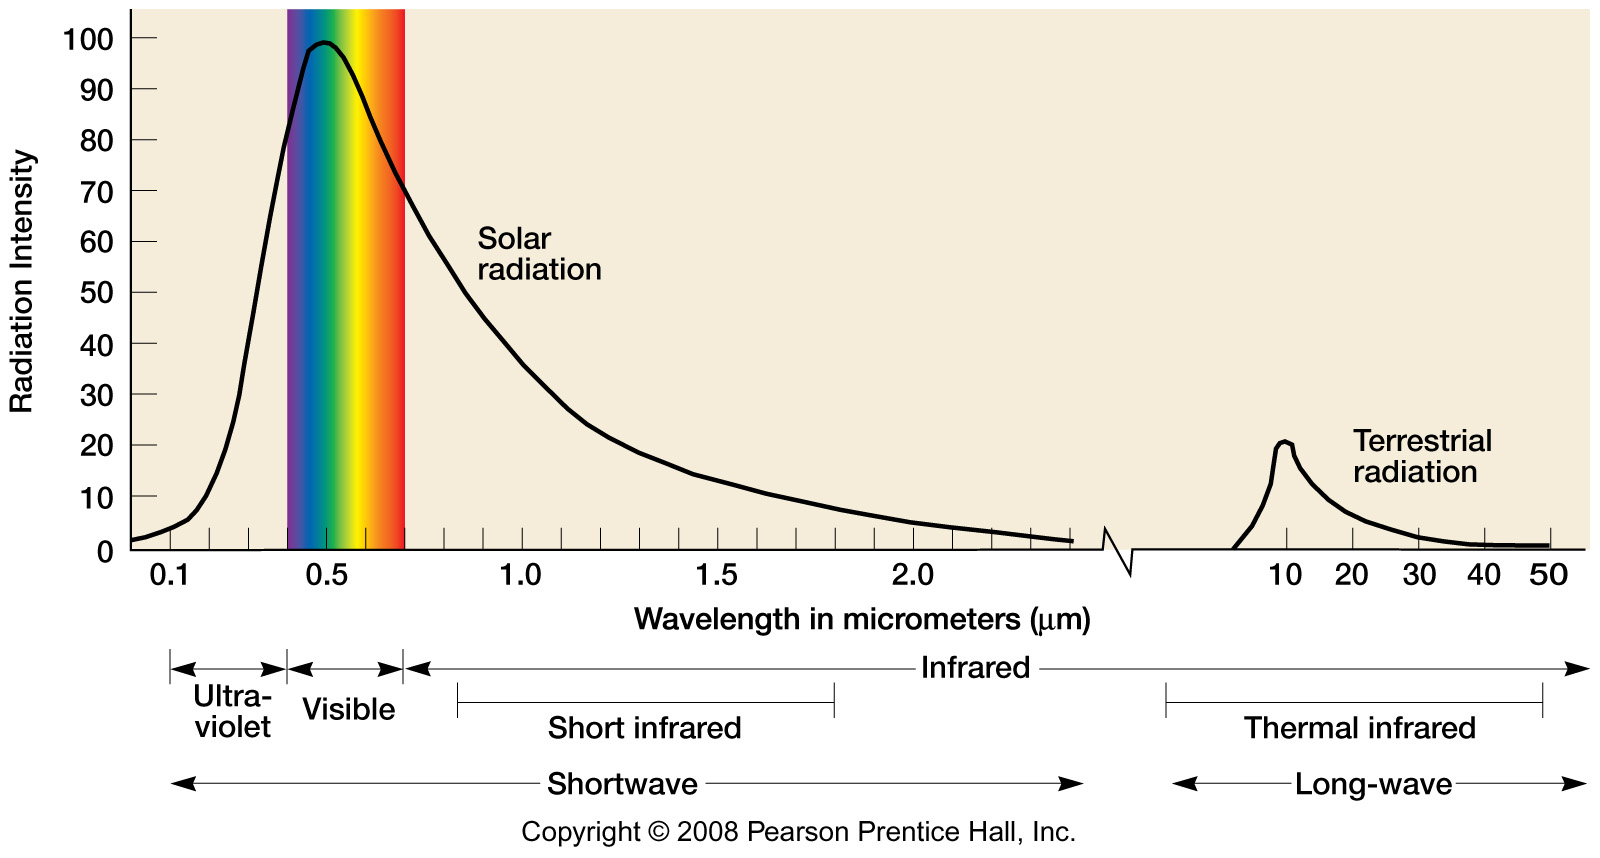 100
90
80
70
60
50
40
30
20
10
0
Radiation Intensity
Solar
radiation
Terrestrial
radiation
0.1 0.5 1.0 1.5 2.0 10 20 30 40 50
Wavelength in micrometers (μm)
Infrared
Ultra-
violet
Visible
Short infrared
Thermal infrared
Shortwave
Long-wave
Copyright © 2008 Pearson Prentice Hall, Inc.